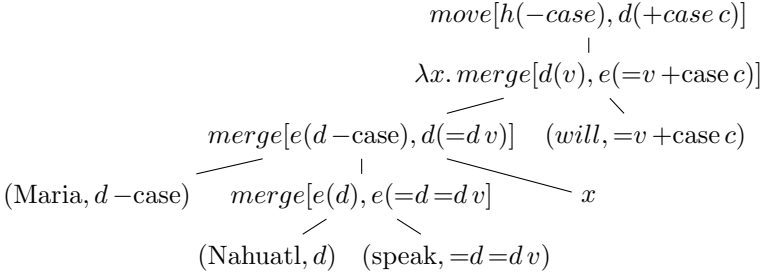 move[h(−case), d(+case c)]
λx. merge[d(v), e(=v +case c)]
merge[e(d −case), d(=d v)] (will, =v +case c)
(Maria, d −case) merge[e(d), e(=d =d v] x
(Nahuatl, d) (speak, =d =d v)